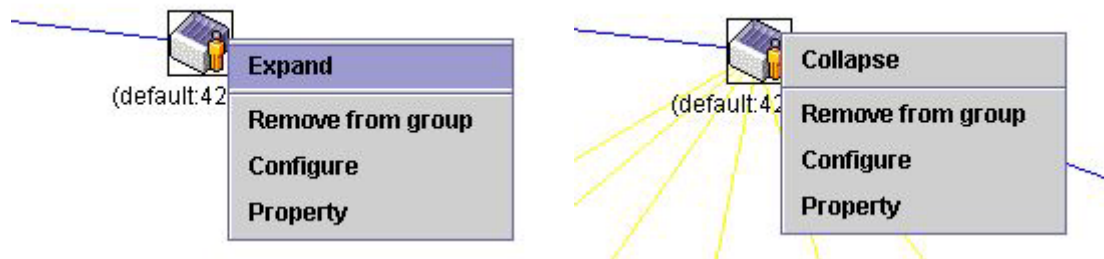 Expand
(default:42
Remove from group
Configure
Property
Collapse
(default:42
Remove from group
Configure
Property